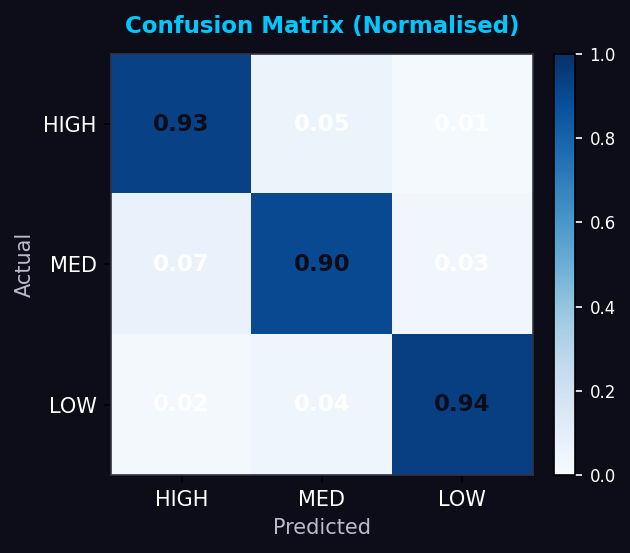 Confusion Matrix (Normalised)
1.0
HIGH 0.93 0.05 0.01
0.8
0.6
Actual
MED 0.07 0.90 0.03
0.4
0.2
LOW 0.02 0.04 0.94
0.0
HIGH MED LOW
Predicted